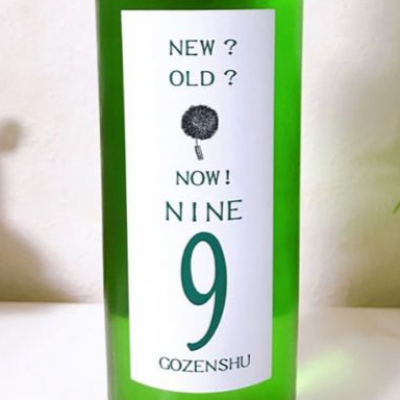 NEW ?
OLD ?
NOW!
NINE
9
GOZENSHU